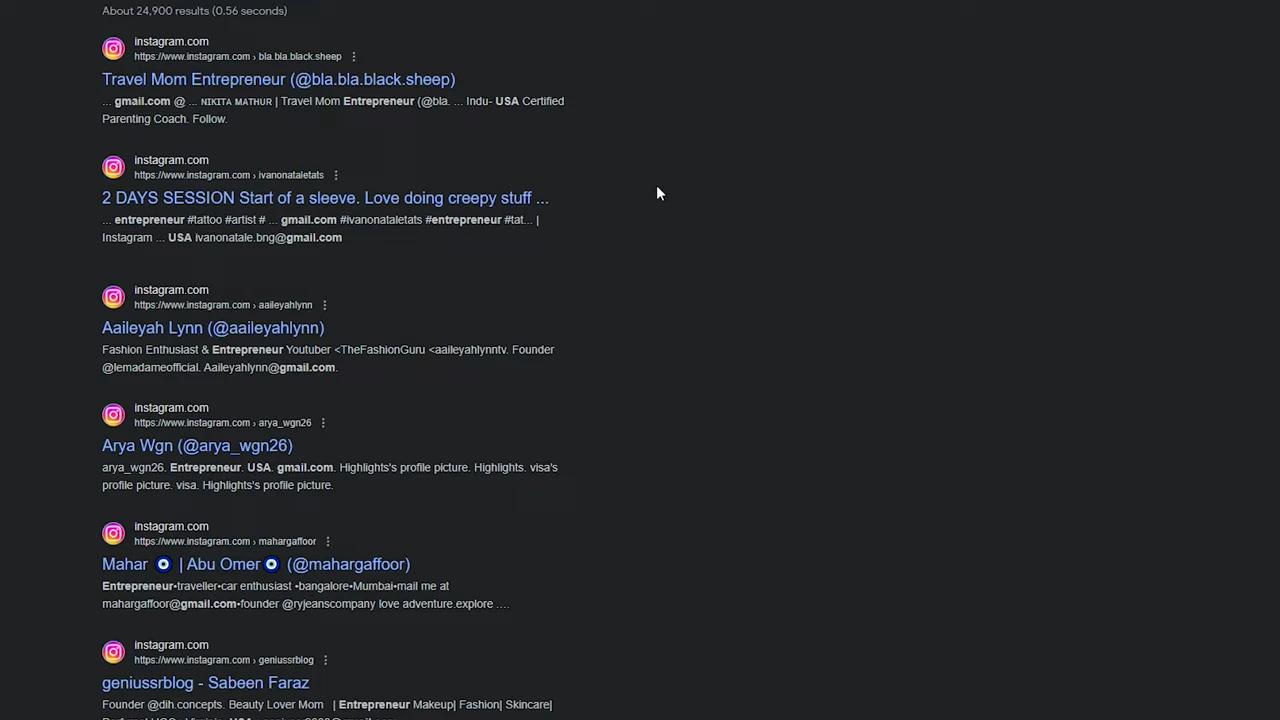 About 24,900 results (0.56 seconds)
instagram.com
https://www.instagram.com › bla.bla.black.sheep
Travel Mom Entrepreneur (@bla.bla.black.sheep)
... gmail.com @ ... ɴɪᴋɪᴛᴀ ᴍᴀᴛʜᴜʀ | Travel Mom Entrepreneur (@bla. ... Indu- USA Certified
Parenting Coach. Follow.
instagram.com
https://www.instagram.com › ivanonataletats
2 DAYS SESSION Start of a sleeve. Love doing creepy stuff ...
... entrepreneur #tattoo #artist # ... gmail.com #ivanonataletats #entrepreneur #tat... |
Instagram ... USA ivanonatale.bng@gmail.com
instagram.com
https://www.instagram.com › aaileyahlynn
Aaileyah Lynn (@aaileyahlynn)
Fashion Enthusiast & Entrepreneur Youtuber <TheFashionGuru <aaileyahlynntv. Founder
@lemadameofficial. Aaileyahlynn@gmail.com.
instagram.com
https://www.instagram.com › arya_wgn26
Arya Wgn (@arya_wgn26)
arya_wgn26. Entrepreneur. USA. gmail.com. Highlights's profile picture. Highlights. visa's
profile picture. visa. Highlights's profile picture.
instagram.com
https://www.instagram.com › mahargaffoor
Mahar 🧿 | Abu Omer🧿 (@mahargaffoor)
Entrepreneur•traveller•car enthusiast •bangalore•Mumbai•mail me at
mahargaffoor@gmail.com•founder @ryjeanscompany love adventure.explore ....
instagram.com
https://www.instagram.com › geniussrblog
geniussrblog - Sabeen Faraz
Founder @dih.concepts. Beauty Lover Mom | Entrepreneur Makeup| Fashion| Skincare|